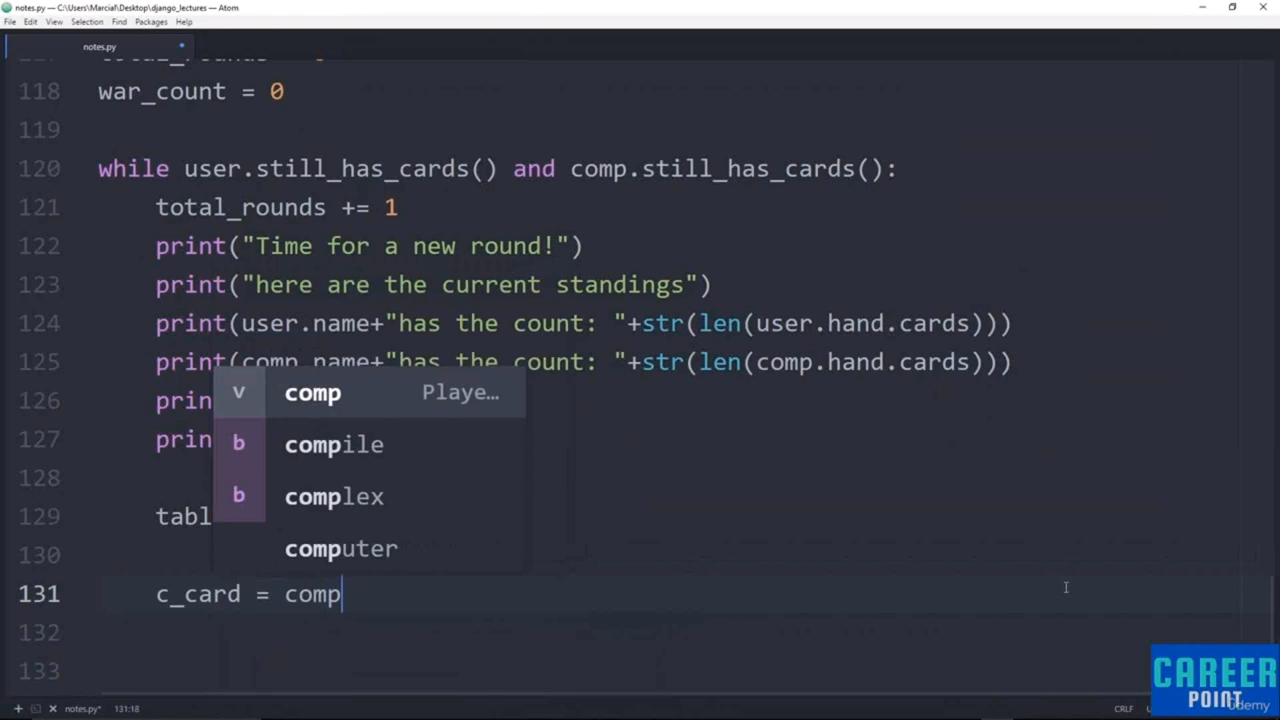 notes.py — C:\Users\Marcial\Desktop\django_lectures — Atom
File Edit View Selection Find Packages Help
notes.py
118 war_count = 0
119
120 while user.still_has_cards() and comp.still_has_cards():
121 total_rounds += 1
122 print("Time for a new round!")
123 print("here are the current standings")
124 print(user.name+"has the count: "+str(len(user.hand.cards)))
125 print(comp.name+"has the count: "+str(len(comp.hand.cards)))
126 prin
127 prin
128
129 tabl
130
131 c_card = comp
132
133
v comp Playe…
b compile
b complex
computer
CAREER
POINT
udemy
notes.py* 131:18 CRLF